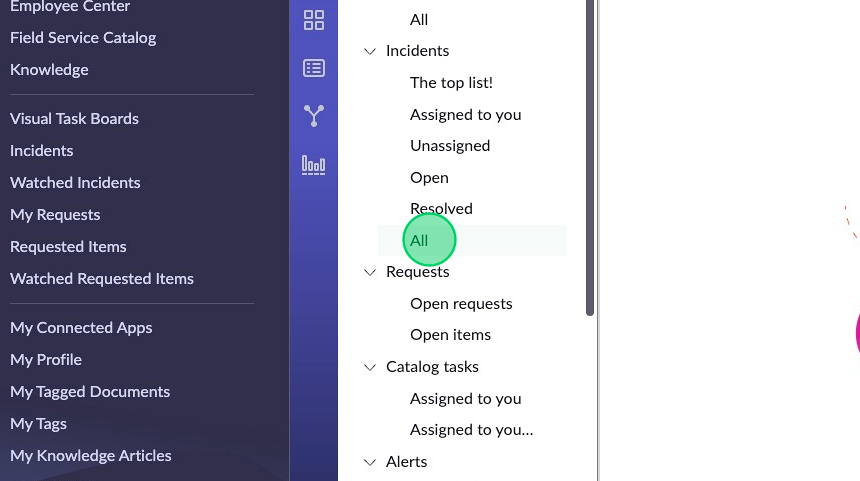 Employee Center
Field Service Catalog
Knowledge
Visual Task Boards
Incidents
Watched Incidents
My Requests
Requested Items
Watched Requested Items
My Connected Apps
My Profile
My Tagged Documents
My Tags
My Knowledge Articles
All
Incidents
The top list!
Assigned to you
Unassigned
Open
Resolved
All
Requests
Open requests
Open items
Catalog tasks
Assigned to you
Assigned to you...
Alerts